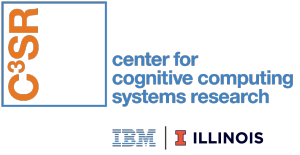 C³SR
center for
cognitive computing
systems research
IBM | I ILLINOIS